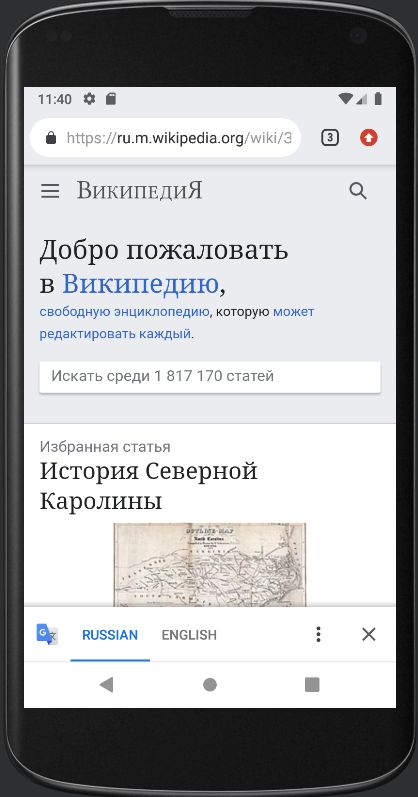 11:40
https://ru.m.wikipedia.org/wiki/З
3
ВикипедиЯ
Добро пожаловать
в Википедию,
свободную энциклопедию, которую может
редактировать каждый.
Искать среди 1 817 170 статей
Избранная статья
История Северной
Каролины
OUTLINE MAP
North Carolina
RUSSIAN ENGLISH